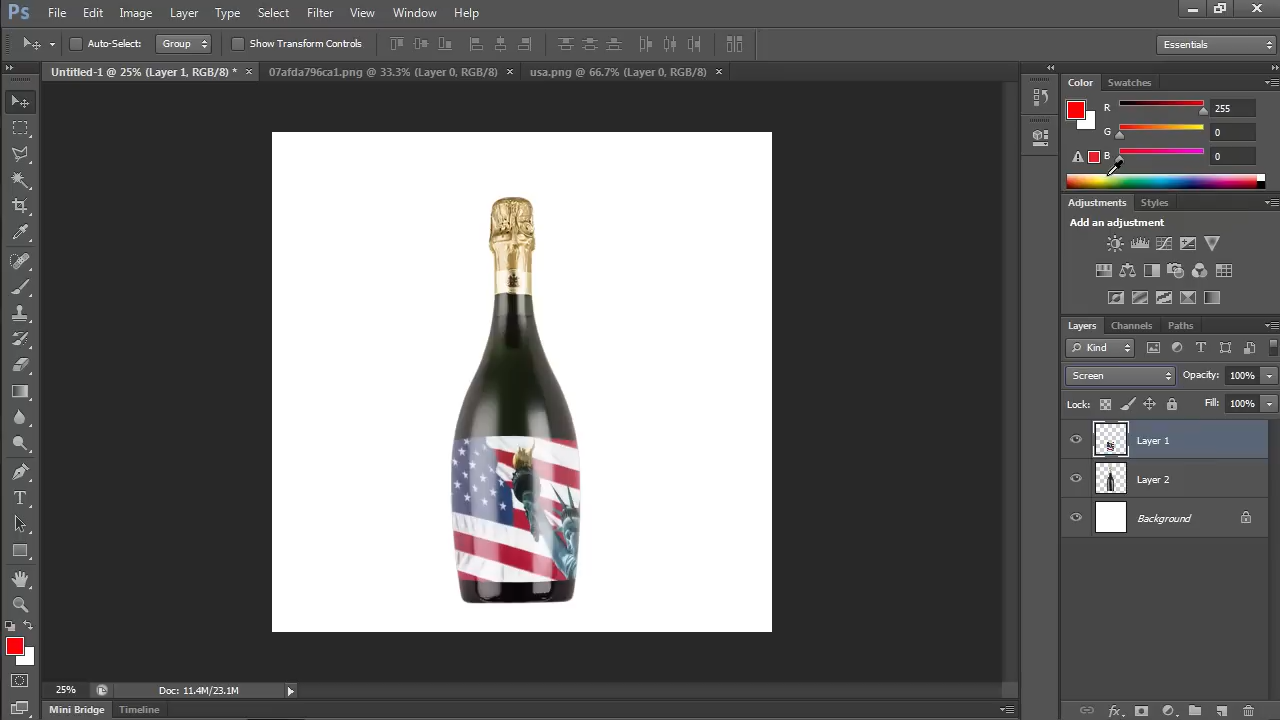 Ps File Edit Image Layer Type Select Filter View Window Help
Auto-Select: Group Show Transform Controls Essentials
Untitled-1 @ 25% (Layer 1, RGB/8) * × 07afda796ca1.png @ 33.3% (Layer 0, RGB/8) × usa.png @ 66.7% (Layer 0, RGB/8) ×
Color Swatches
R 255
G 0
B 0
Adjustments Styles
Add an adjustment
Layers Channels Paths
Kind
Screen Opacity: 100%
Lock: Fill: 100%
Layer 1
Layer 2
Background
25% Doc: 11.4M/23.1M
Mini Bridge Timeline